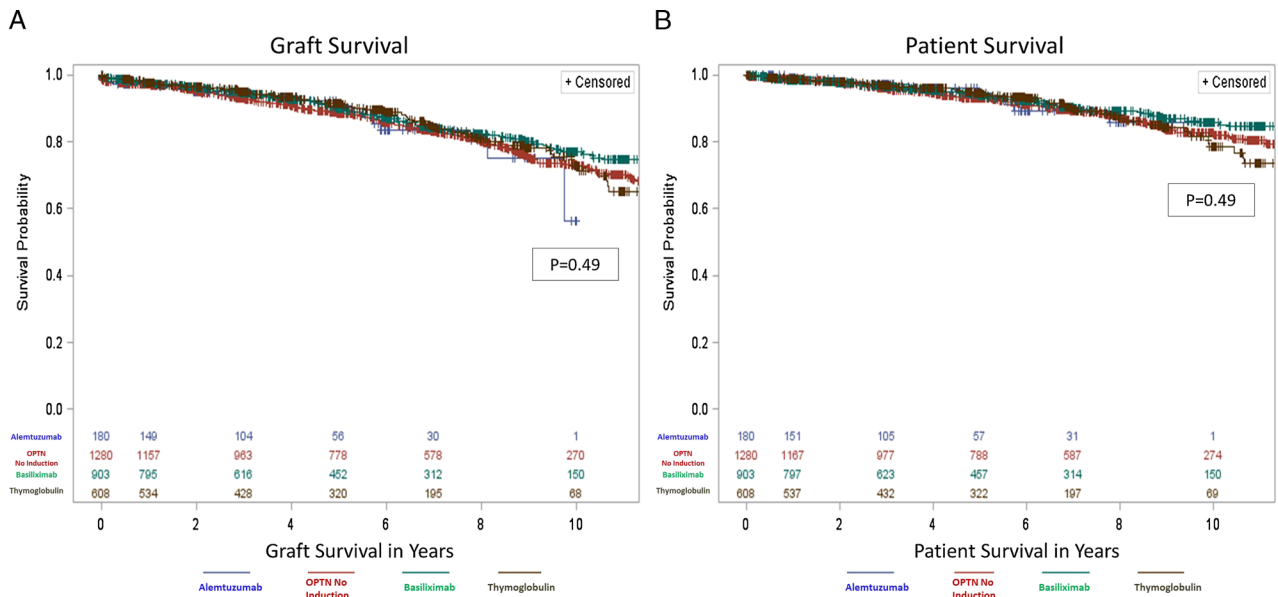 A
Graft Survival
+ Censored
1.0
0.8
0.6
0.4
0.2
0.0
Survival Probability
P=0.49
Alemtuzumab 180 149 104 56 30 1
OPTN
No Induction 1280 1157 963 778 578 270
Basiliximab 903 795 616 452 312 150
Thymoglobulin 608 534 428 320 195 68
0 2 4 6 8 10
Graft Survival in Years
Alemtuzumab OPTN No Basiliximab Thymoglobulin
Induction
B
Patient Survival
+ Censored
1.0
0.8
0.6
0.4
0.2
0.0
Survival Probability
P=0.49
Alemtuzumab 180 151 105 57 31 1
OPTN
No Induction 1280 1167 977 788 587 274
Basiliximab 903 797 623 457 314 150
Thymoglobulin 608 537 432 322 197 69
0 2 4 6 8 10
Patient Survival in Years
Alemtuzumab OPTN No Basiliximab Thymoglobulin
Induction